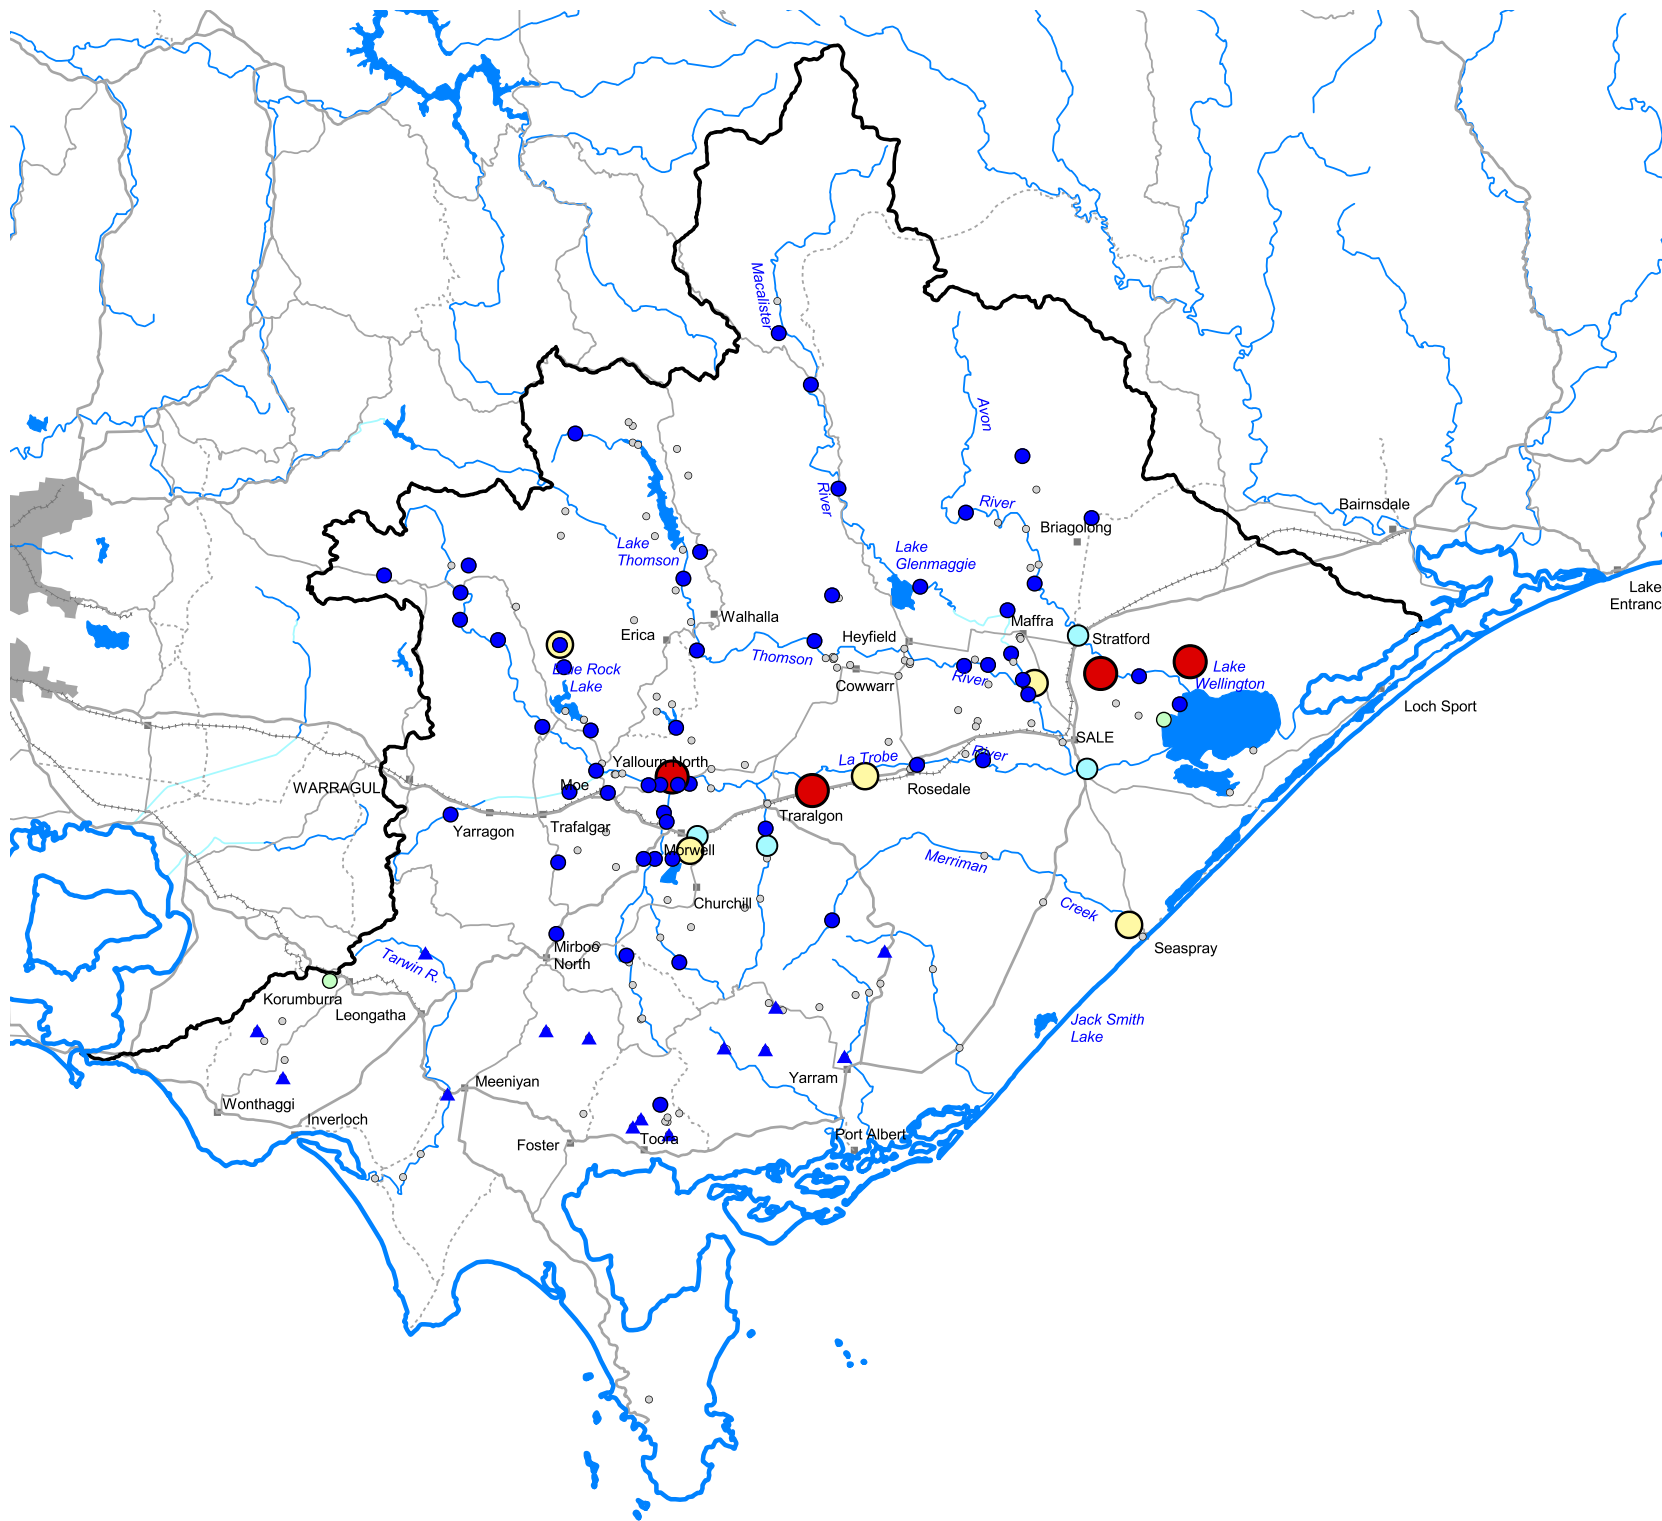 Macalister
River
Avon
River
Briagolong
Bairnsdale
Lake
Thomson
Lake
Glenmaggie
Lake
Entranc
Walhalla
Erica
Maffra
Stratford
Heyfield
Thomson
River
Cowwarr
Blue Rock
Lake
Lake
Wellington
Loch Sport
SALE
La Trobe
River
Yallourn North
Moe
WARRAGUL
Rosedale
Yarragon
Trafalgar
Traralgon
Morwell
Merriman
Creek
Churchill
Seaspray
Mirboo
North
Tarwin R.
Korumburra
Leongatha
Jack Smith
Lake
Yarram
Meeniyan
Wonthaggi
Inverloch
Foster
Toora
Port Albert